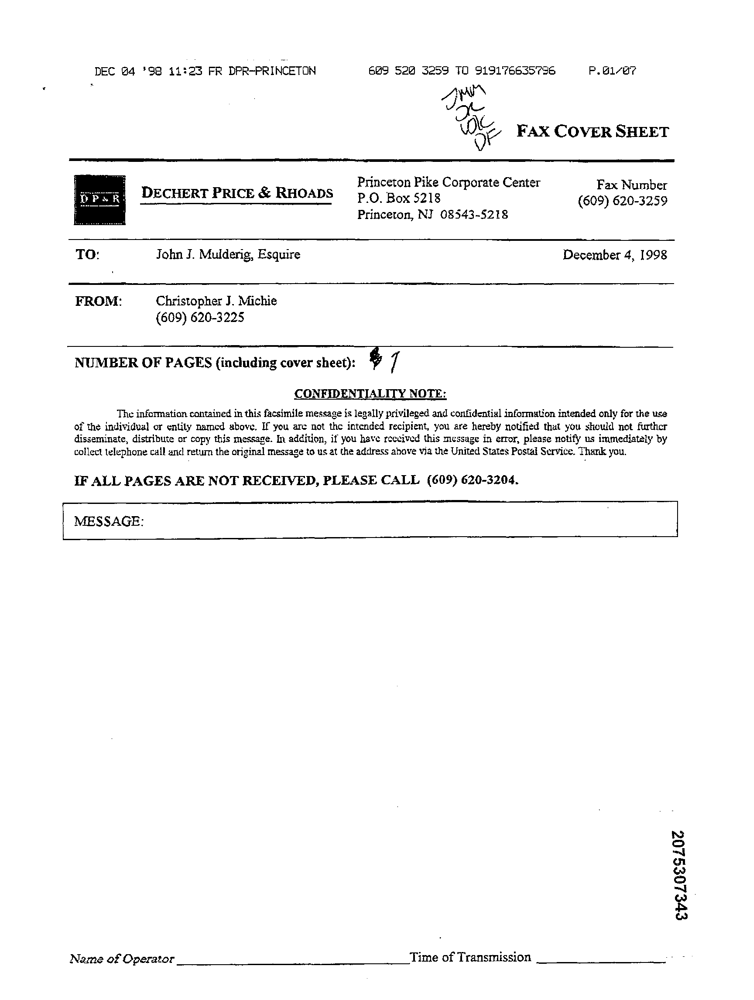 DEC 04 '98 11:23 FR DPR-PRINCETON 609 520 3259 TO 919176635796 P.01/07
FAX COVER SHEET
DP&R
DECHERT PRICE & RHOADS
Princeton Pike Corporate Center
P.O. Box 5218
Princeton, NJ 08543-5218
Fax Number
(609) 620-3259
TO: John J. Mulderig, Esquire December 4, 1998
FROM: Christopher J. Michie
(609) 620-3225
NUMBER OF PAGES (including cover sheet): 7
CONFIDENTIALITY NOTE:
The information contained in this facsimile message is legally privileged and confidential information intended only for the use
of the individual or entity named above. If you are not the intended recipient, you are hereby notified that you should not further
disseminate, distribute or copy this message. In addition, if you have received this message in error, please notify us immediately by
collect telephone call and return the original message to us at the address above via the United States Postal Service. Thank you.
IF ALL PAGES ARE NOT RECEIVED, PLEASE CALL (609) 620-3204.
MESSAGE:
2075307343
Name of Operator Time of Transmission